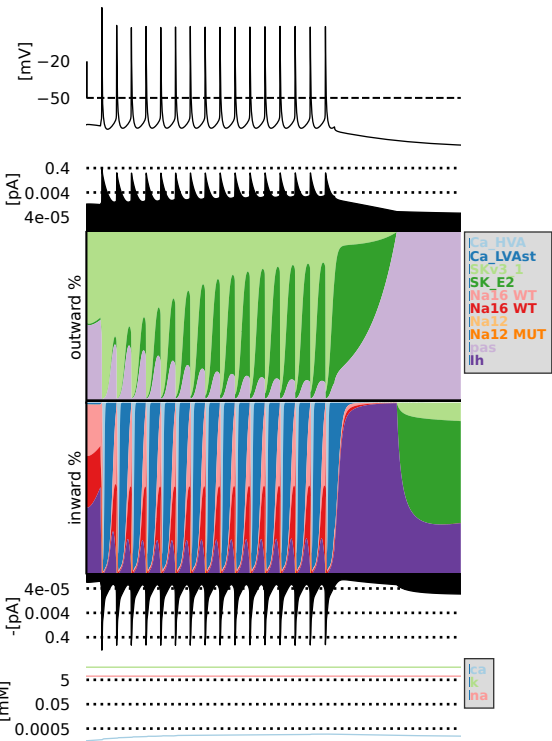 [mV]
−20
−50
[pA]
0.4
0.004
4e-05
outward %
Ca_HVA
Ca_LVAst
SKv3_1
SK_E2
Na16 WT
Na16 WT
Na12
Na12 MUT
pas
Ih
inward %
-[pA]
4e-05
0.004
0.4
[mM]
5
0.05
0.0005
ca
k
na